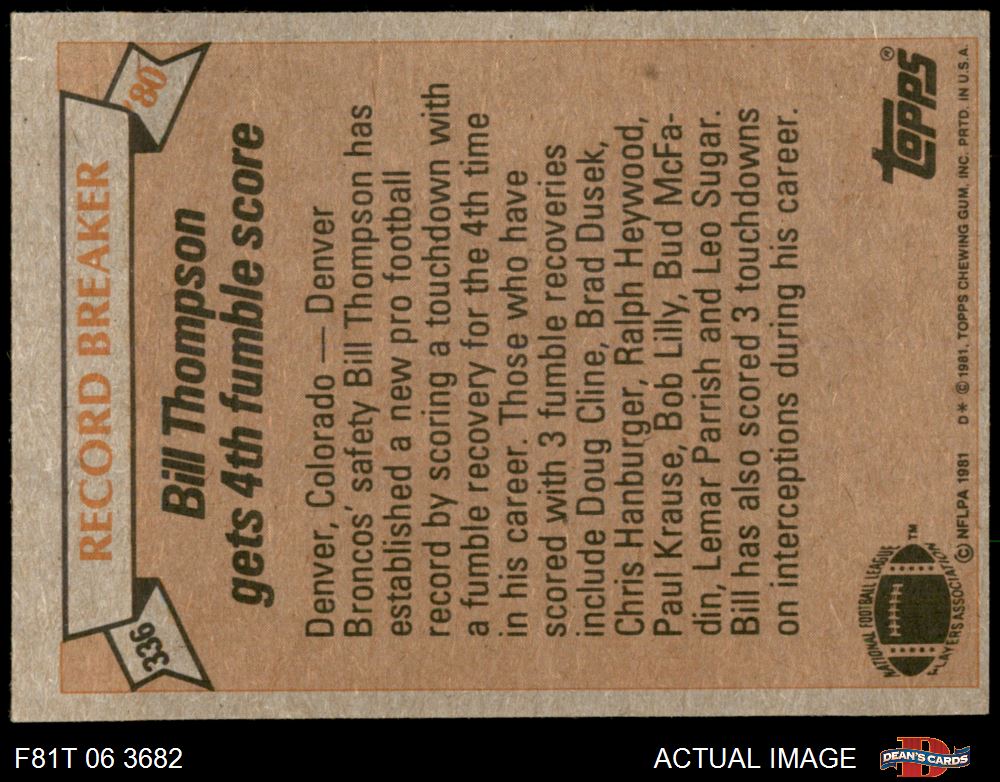 RECORD BREAKER
'80
336
Bill Thompson
gets 4th fumble score
Denver, Colorado — Denver
Broncos' safety Bill Thompson has
established a new pro football
record by scoring a touchdown with
a fumble recovery for the 4th time
in his career. Those who have
scored with 3 fumble recoveries
include Doug Cline, Brad Dusek,
Chris Hanburger, Ralph Heywood,
Paul Krause, Bob Lilly, Bud McFa-
din, Lemar Parrish and Leo Sugar.
Bill has also scored 3 touchdowns
on interceptions during his career.
NATIONAL FOOTBALL LEAGUE
PLAYERS ASSOCIATION
TM
topps®
© NFLPA 1981 D* © 1981, TOPPS CHEWING GUM, INC. PRTD. IN U.S.A.
F81T 06 3682
ACTUAL IMAGE
D
DEAN'S CARDS